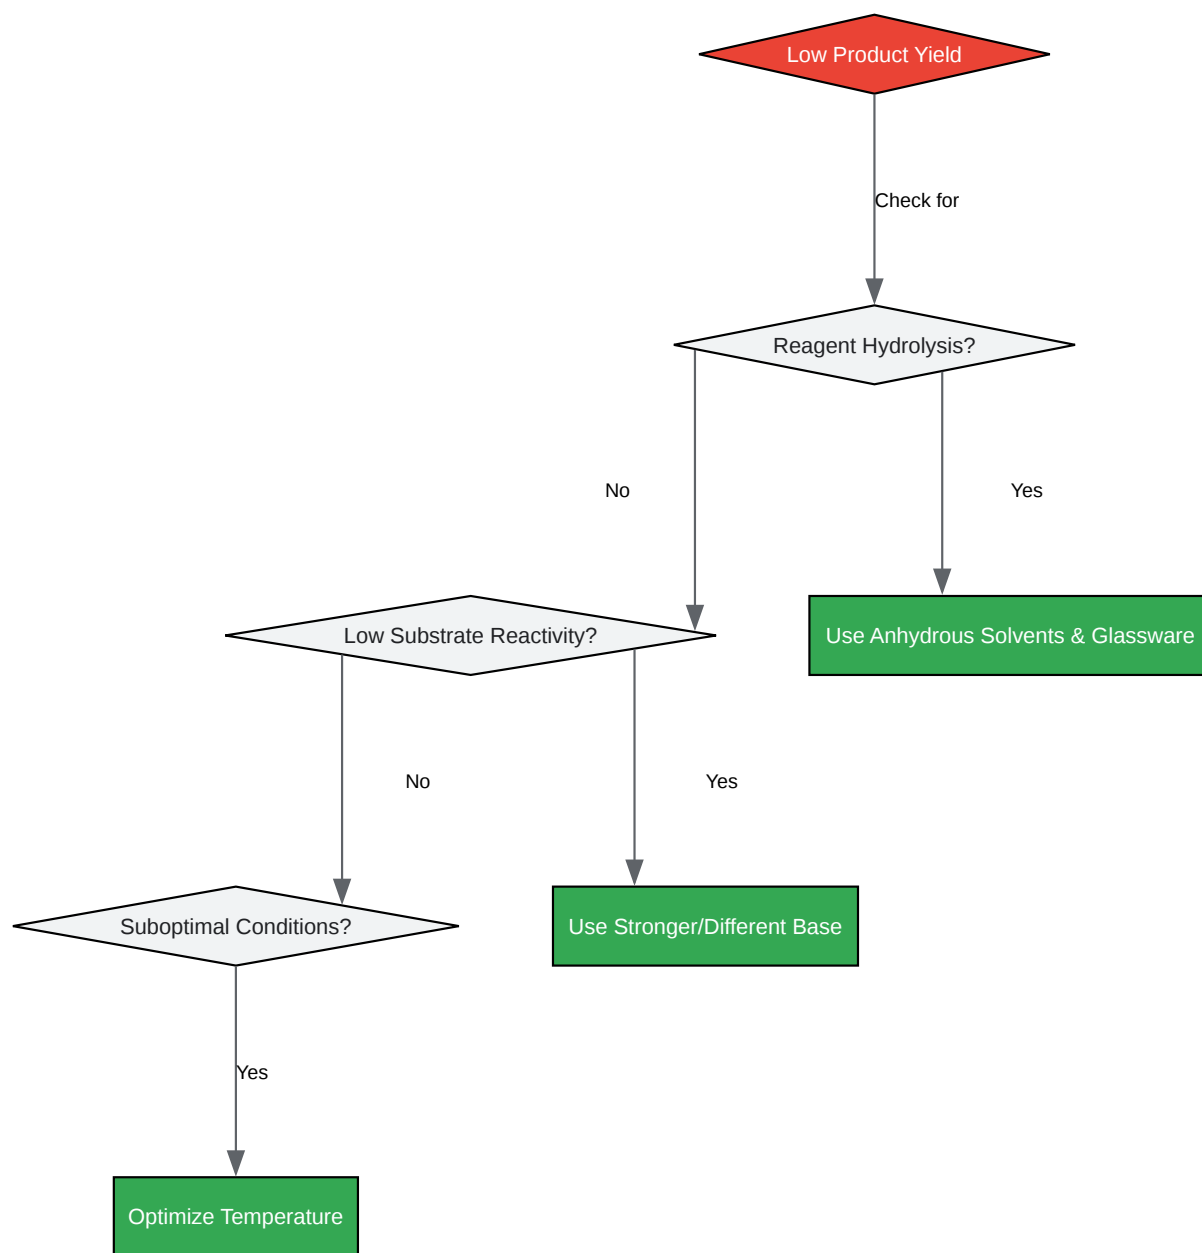 Low Product Yield
Check for
Reagent Hydrolysis?
No
Yes
Low Substrate Reactivity?
Use Anhydrous Solvents & Glassware
No
Yes
Suboptimal Conditions?
Use Stronger/Different Base
Yes
Optimize Temperature